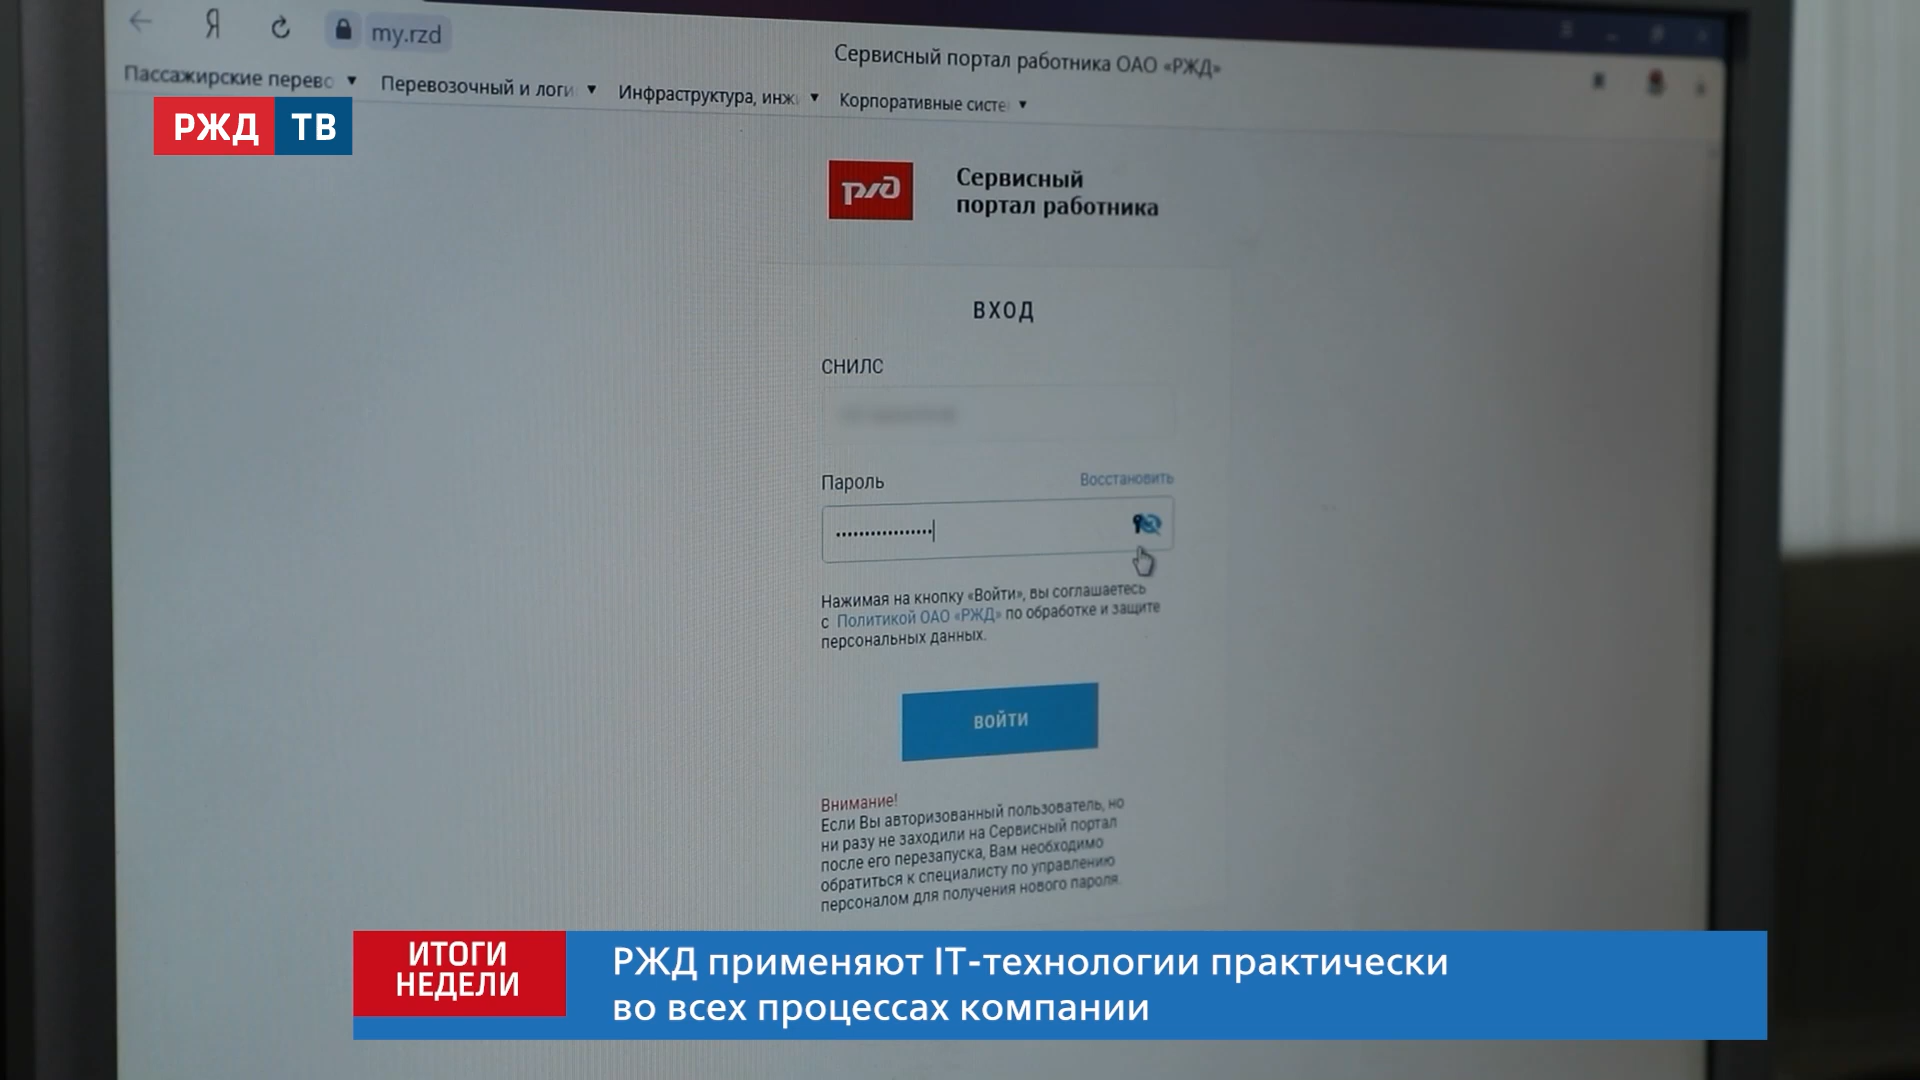 Я
my.rzd
Сервисный портал работника ОАО «РЖД»
Пассажирские перево
Перевозочный и логи
Инфраструктура, инж
Корпоративные систе
РЖД ТВ
ржд
Сервисный
портал работника
ВХОД
СНИЛС
Пароль
Восстановить
Нажимая на кнопку «Войти», вы соглашаетесь
с Политикой ОАО «РЖД» по обработке и защите
персональных данных.
ВОЙТИ
Внимание!
Если Вы авторизованный пользователь, но
ни разу не заходили на Сервисный портал
после его перезапуска, Вам необходимо
обратиться к специалисту по управлению
персоналом для получения нового пароля.
ИТОГИ
НЕДЕЛИ
РЖД применяют IT-технологии практически
во всех процессах компании